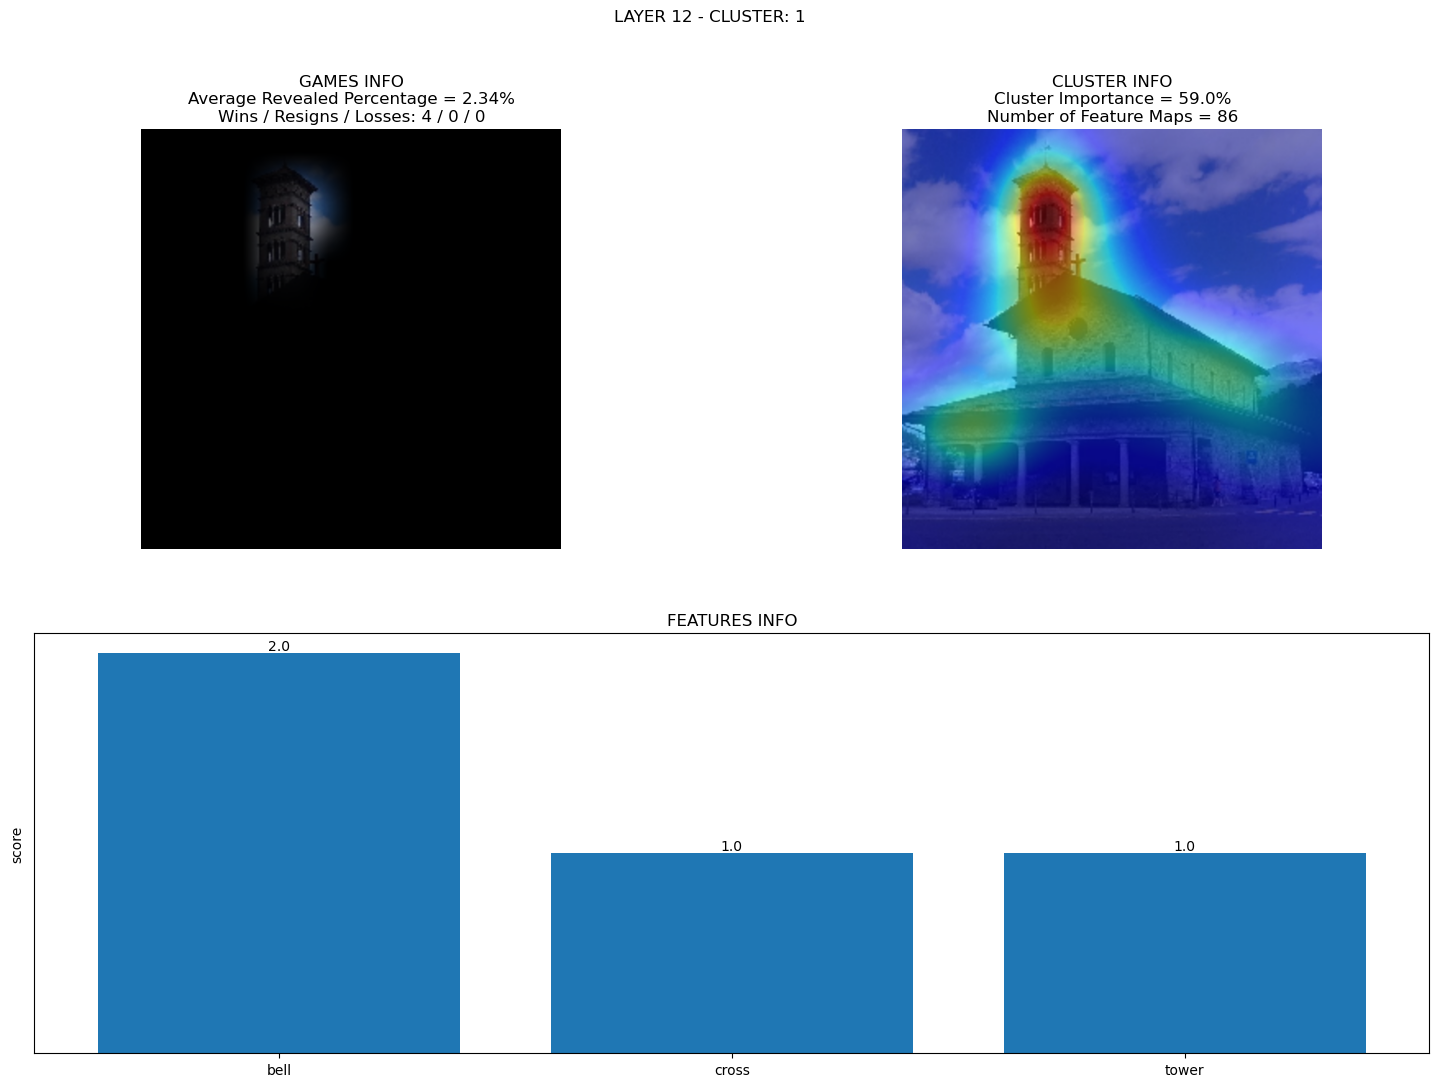 LAYER 12 - CLUSTER: 1
GAMES INFO
Average Revealed Percentage = 2.34%
Wins / Resigns / Losses: 4 / 0 / 0
CLUSTER INFO
Cluster Importance = 59.0%
Number of Feature Maps = 86
FEATURES INFO
score
2.0
1.0
1.0
bell
cross
tower